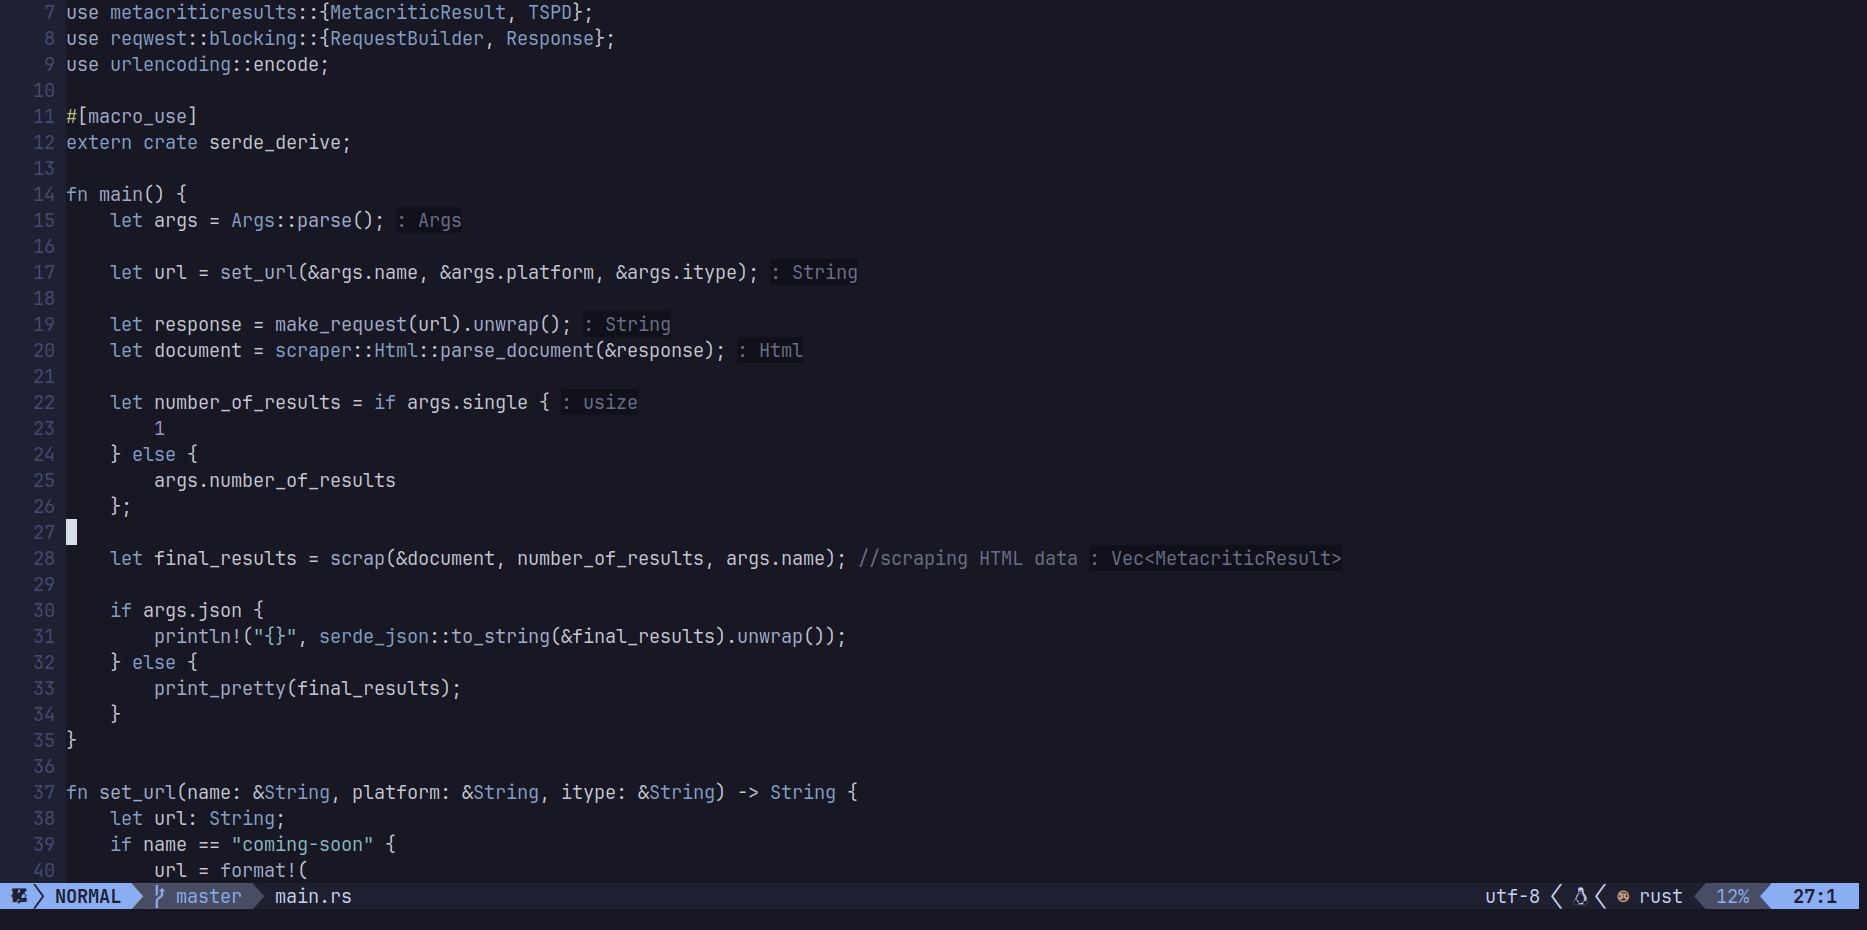 7 use metacriticresults::{MetacriticResult, TSPD};
8 use reqwest::blocking::{RequestBuilder, Response};
9 use urlencoding::encode;
10
11 #[macro_use]
12 extern crate serde_derive;
13
14 fn main() {
15     let args = Args::parse(); : Args
16
17     let url = set_url(&args.name, &args.platform, &args.itype); : String
18
19     let response = make_request(url).unwrap(); : String
20     let document = scraper::Html::parse_document(&response); : Html
21
22     let number_of_results = if args.single { : usize
23         1
24     } else {
25         args.number_of_results
26     };
27
28     let final_results = scrap(&document, number_of_results, args.name); //scraping HTML data : Vec<MetacriticResult>
29
30     if args.json {
31         println!("{}", serde_json::to_string(&final_results).unwrap());
32     } else {
33         print_pretty(final_results);
34     }
35 }
36
37 fn set_url(name: &String, platform: &String, itype: &String) -> String {
38     let url: String;
39     if name == "coming-soon" {
40         url = format!(
NORMAL master main.rs utf-8 rust 12% 27:1